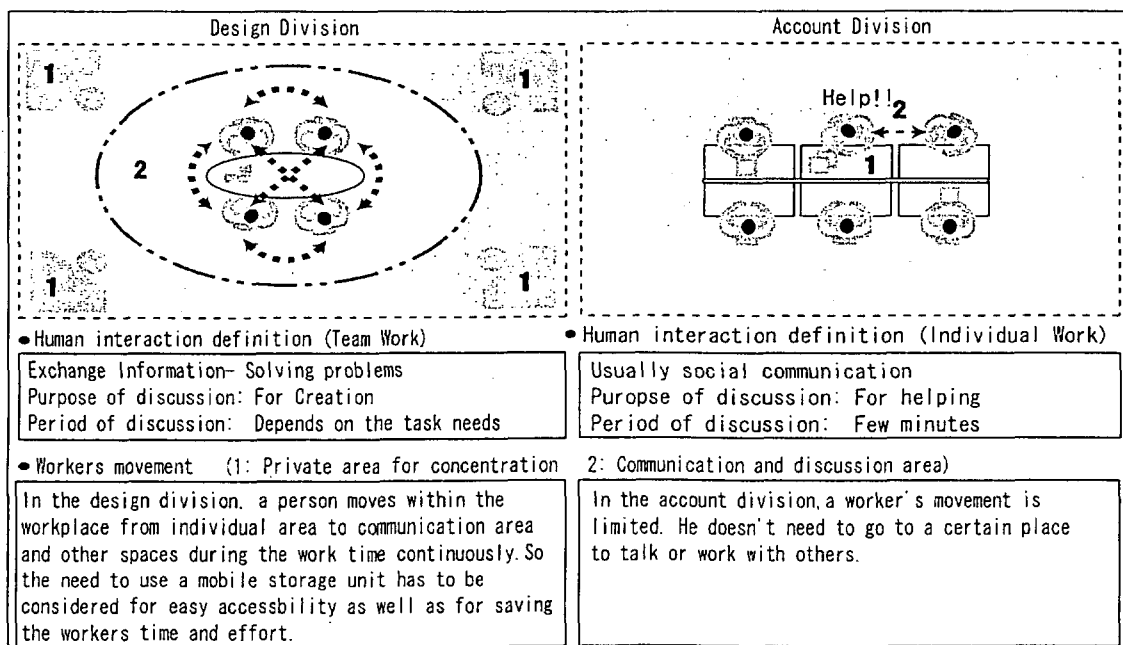 Design Division
1
1
2
1
1
Account Division
Help!!
2
1
●Human interaction definition (Team Work)
Exchange Information- Solving problems
Purpose of discussion: For Creation
Period of discussion: Depends on the task needs
●Human interaction definition (Individual Work)
Usually social communication
Puropse of discussion: For helping
Period of discussion: Few minutes
●Workers movement (1: Private area for concentration 2: Communication and discussion area)
In the design division, a person moves within the
workplace from individual area to communication area
and other spaces during the work time continuously. So
the need to use a mobile storage unit has to be
considered for easy accessbility as well as for saving
the workers time and effort.
In the account division, a worker's movement is
limited. He doesn't need to go to a certain place
to talk or work with others.